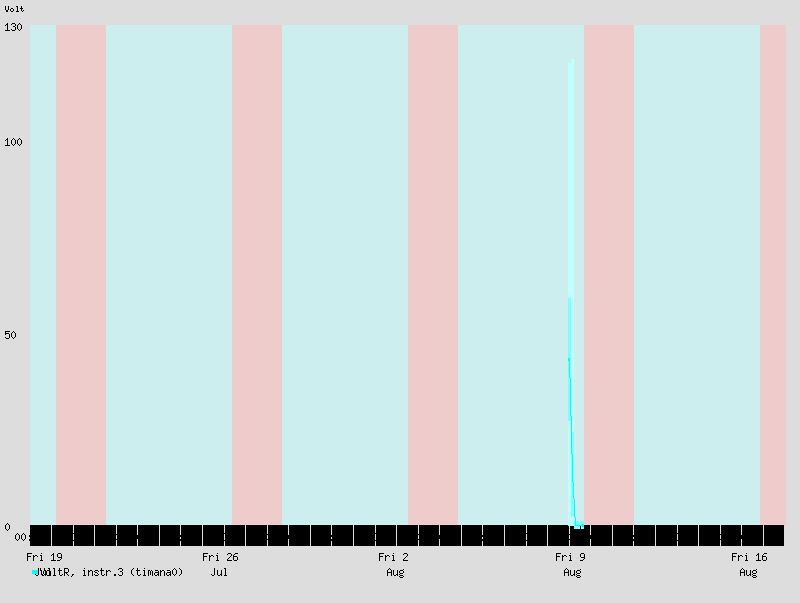 Volt
130
100
50
0
00
Fri 19 Fri 26 Fri 2 Fri 9 Fri 16
Jul Aug Aug Aug
VoltR, instr.3 (timana0)